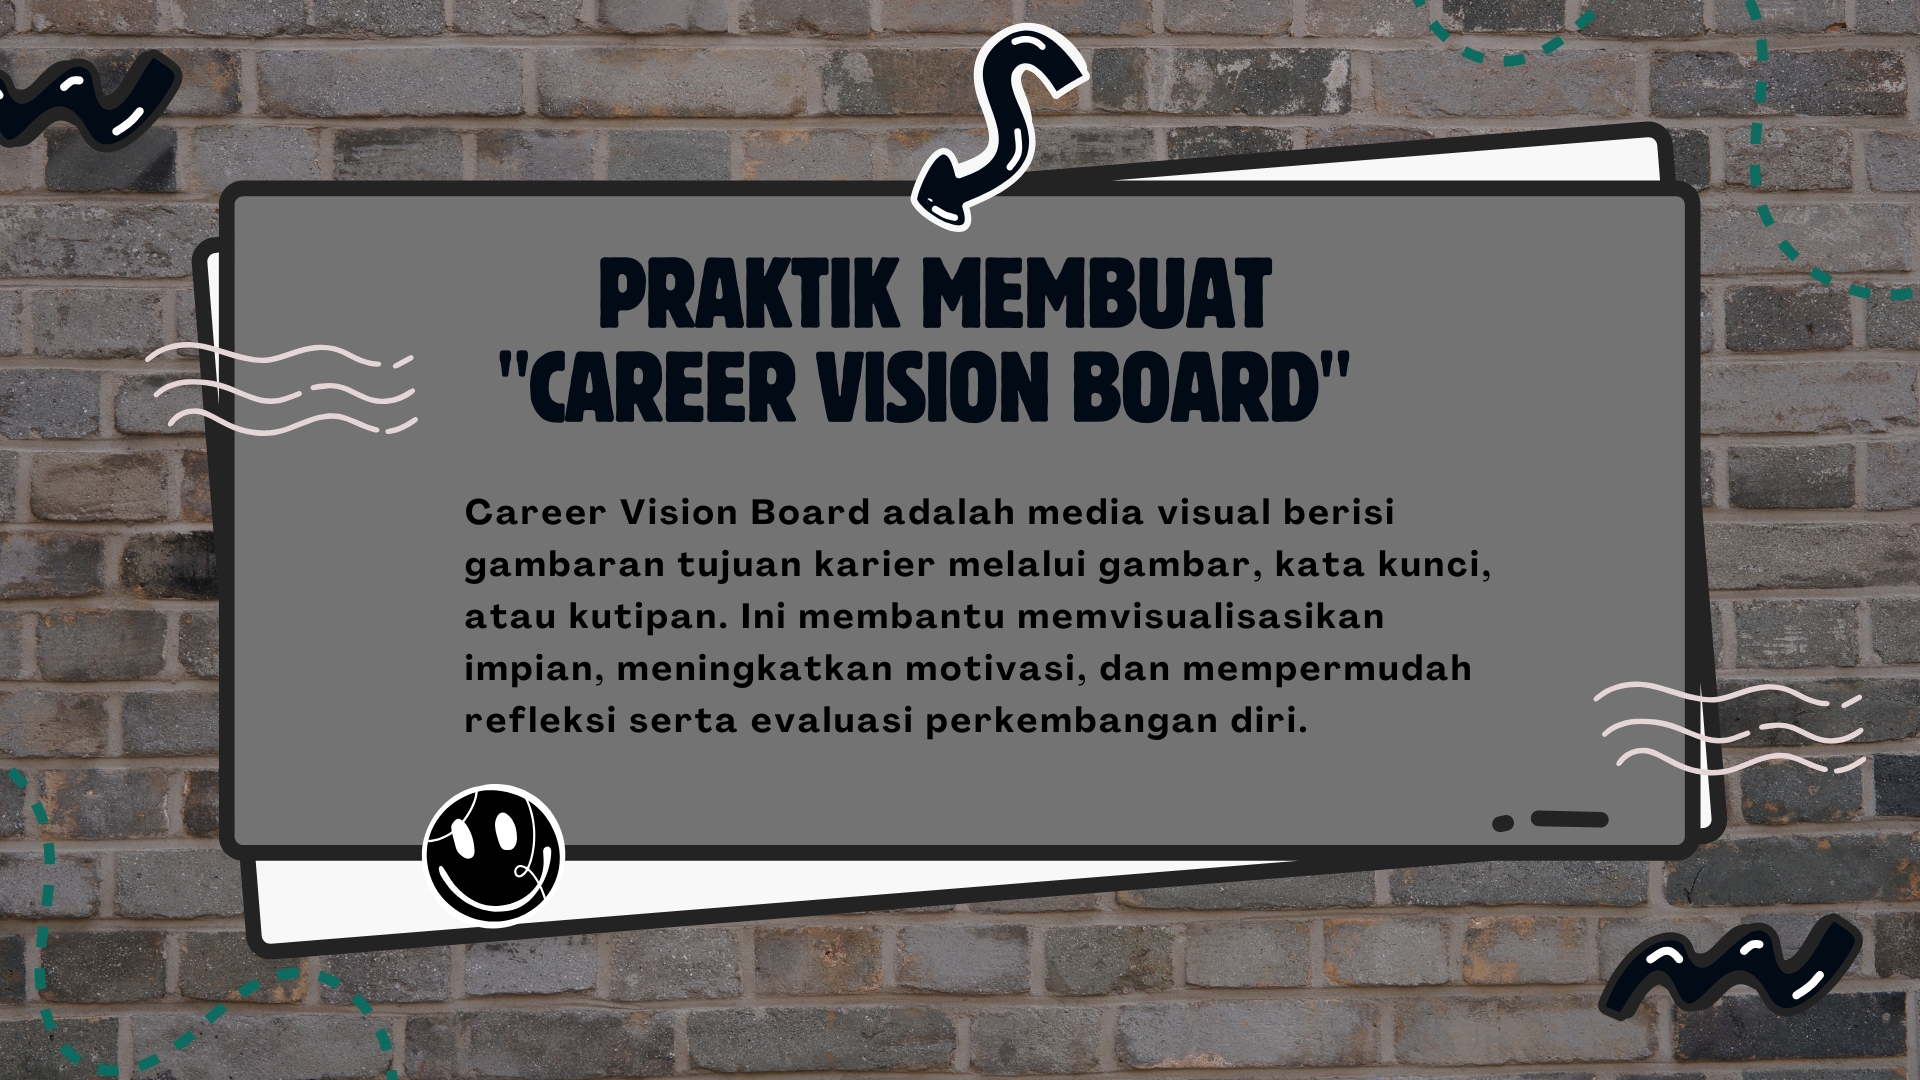 PRAKTIK MEMBUAT
"CAREER VISION BOARD"
Career Vision Board adalah media visual berisi
gambaran tujuan karier melalui gambar, kata kunci,
atau kutipan. Ini membantu memvisualisasikan
impian, meningkatkan motivasi, dan mempermudah
refleksi serta evaluasi perkembangan diri.